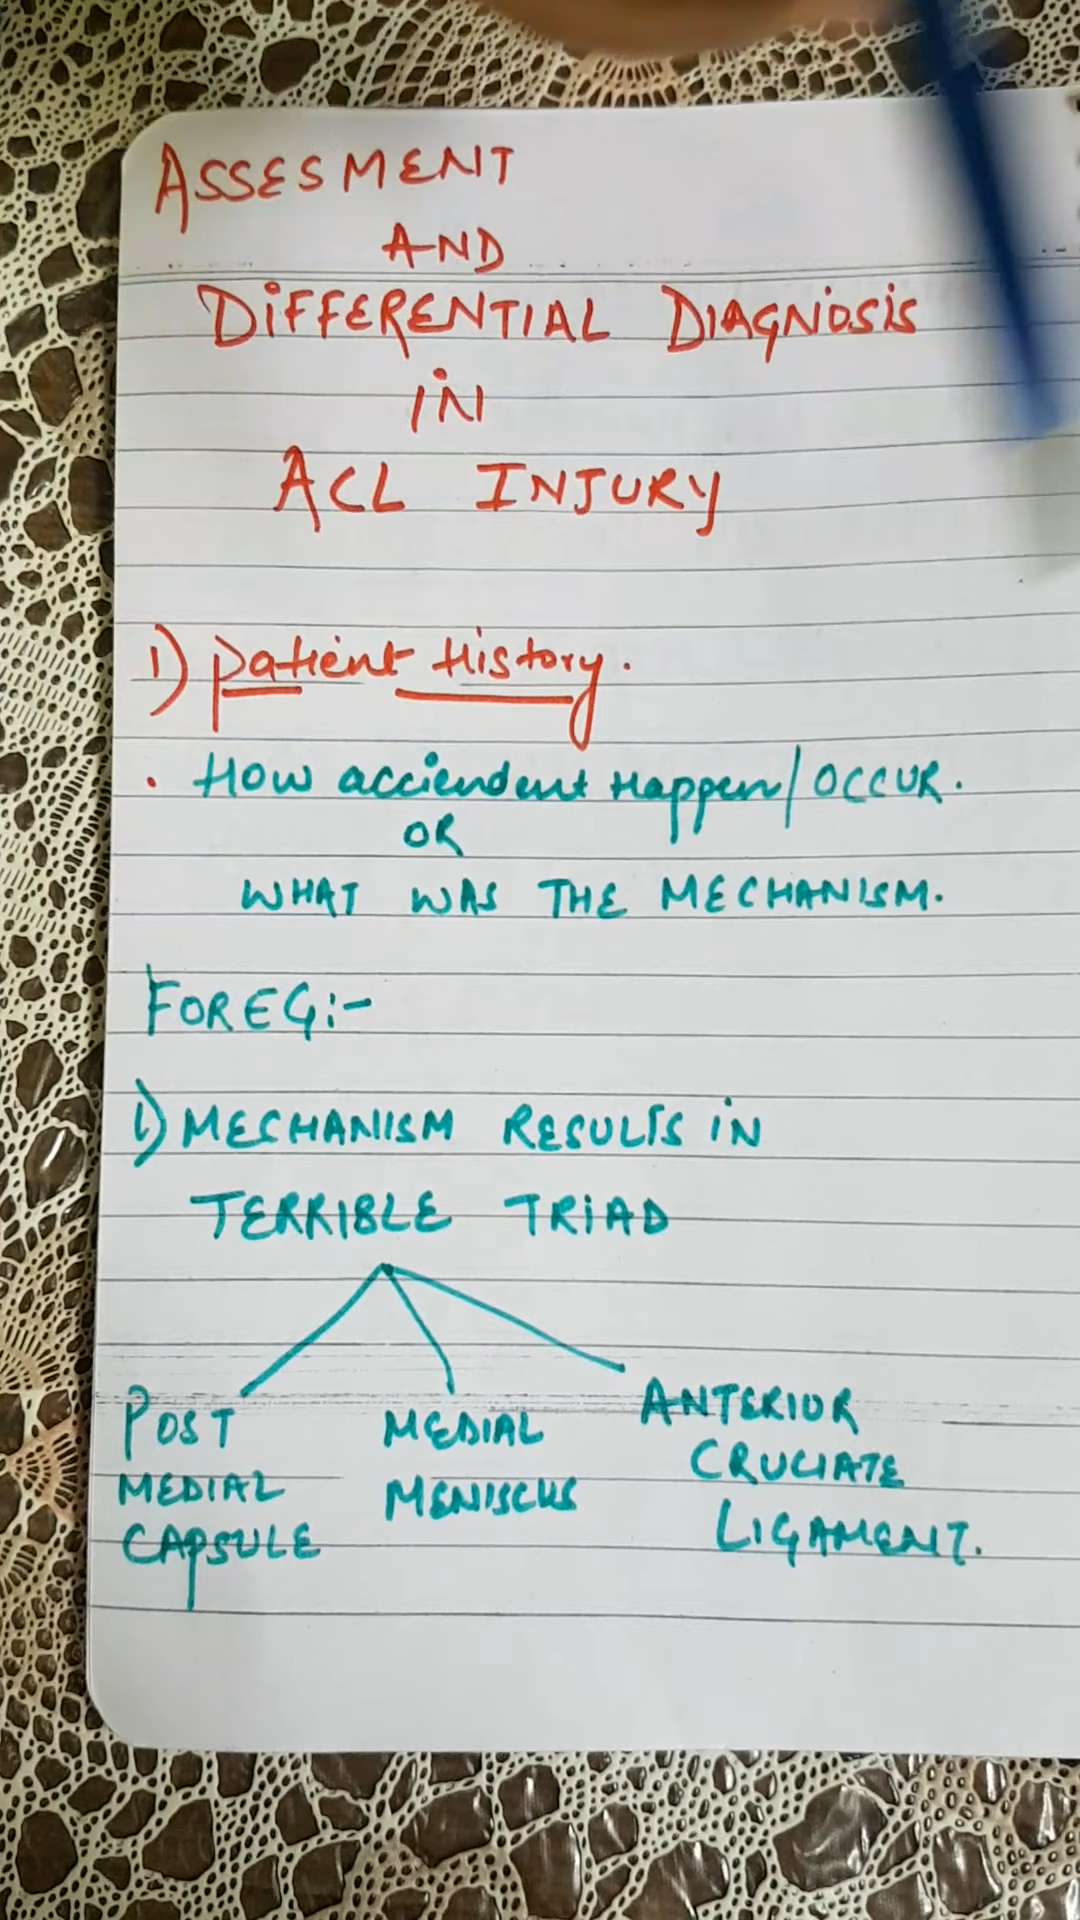 ASSESMENT
AND
DIFFERENTIAL DIAGNOSIS
IN
ACL INJURY
1) Patient History.
• How acciendent Happen/OCCUR.
OR
WHAT WAS THE MECHANISM.
FOREG:-
1) MECHANISM RESULTS IN
TERRIBLE TRIAD
POST MEDIAL CAPSULE
MEDIAL MENISCUS
ANTERIOR CRUCIATE LIGAMENT.